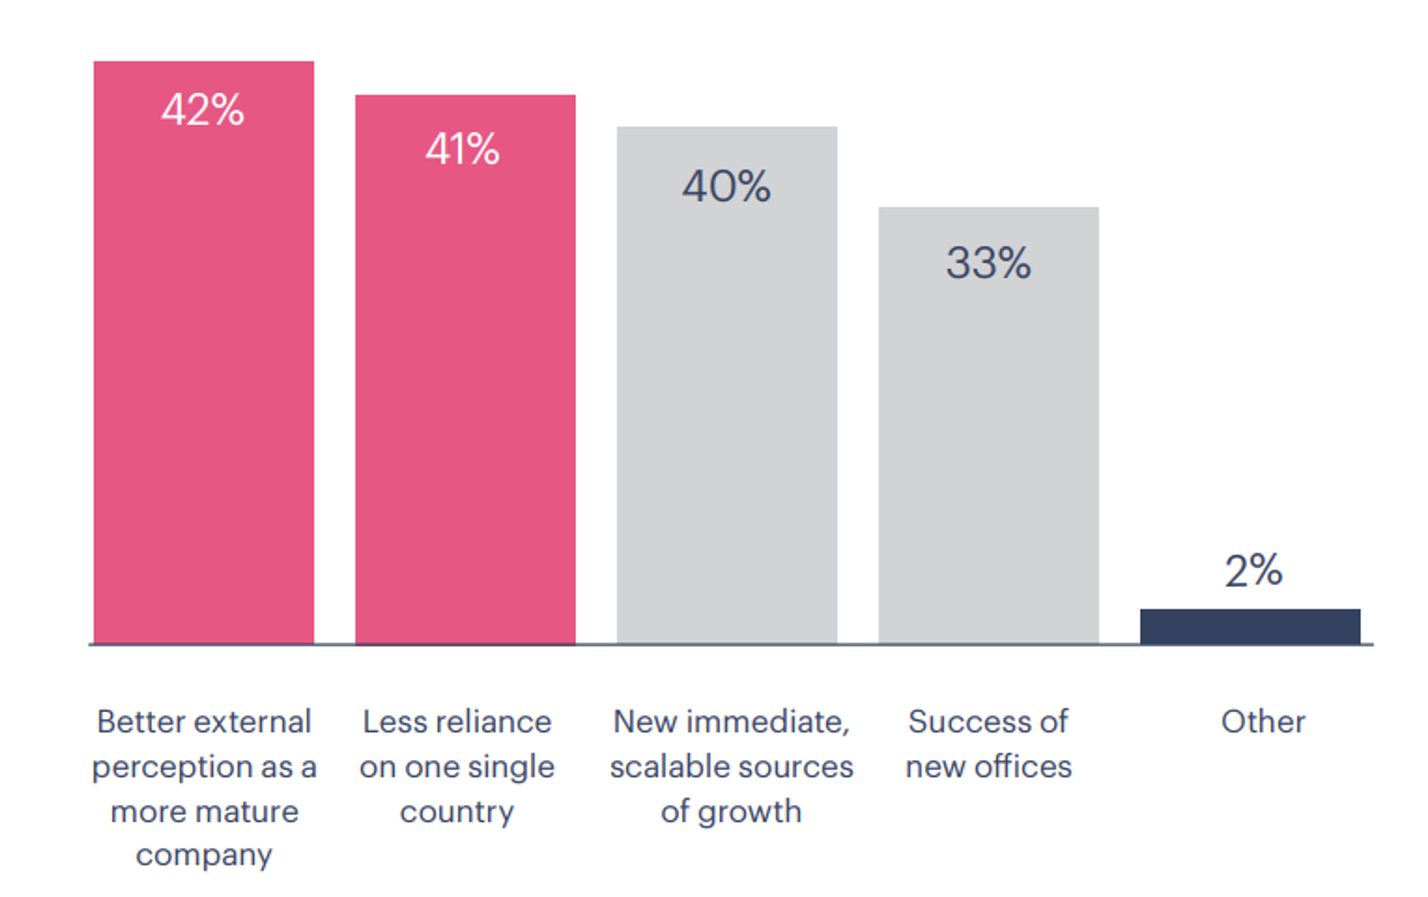 42%
41%
40%
33%
2%
Better external
perception as a
more mature
company
Less reliance
on one single
country
New immediate,
scalable sources
of growth
Success of
new offices
Other